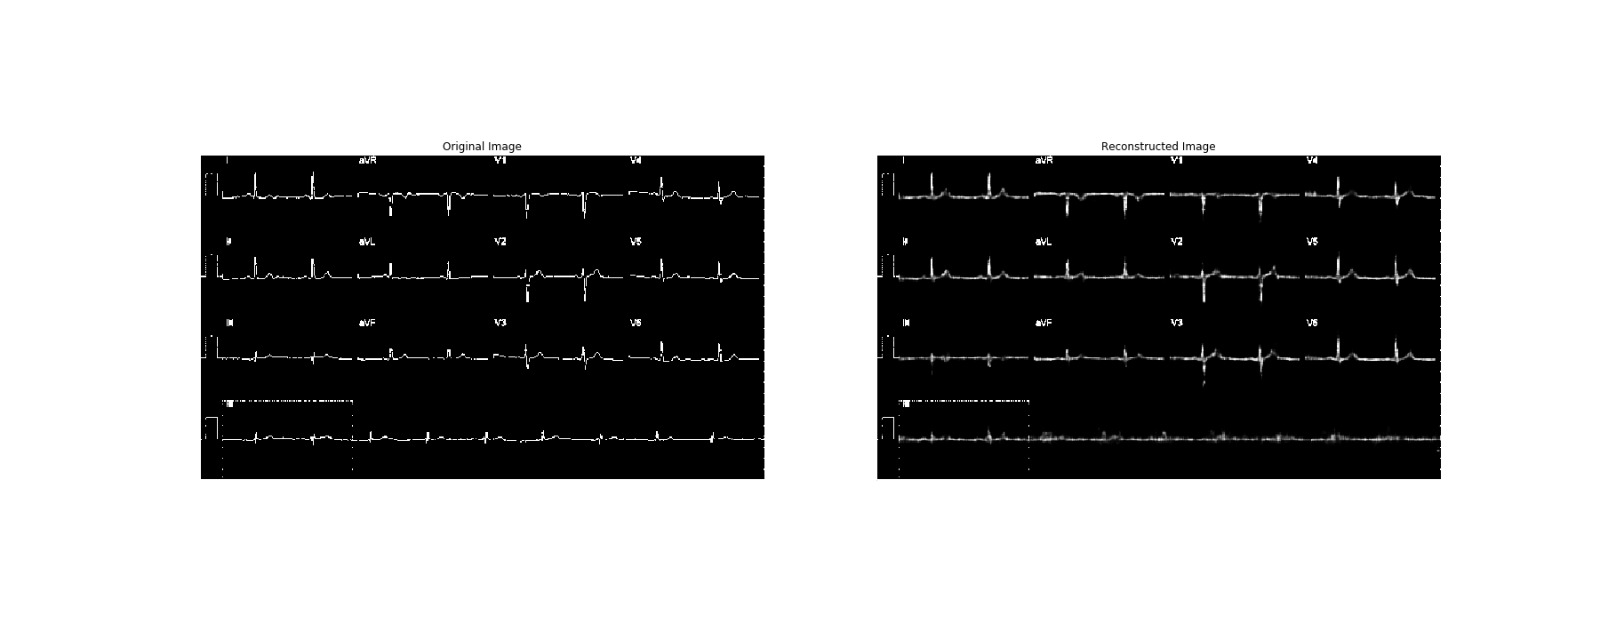 Original Image
I aVR V1 V4
II aVL V2 V5
III aVF V3 V6
Reconstructed Image
I aVR V1 V4
II aVL V2 V5
III aVF V3 V6